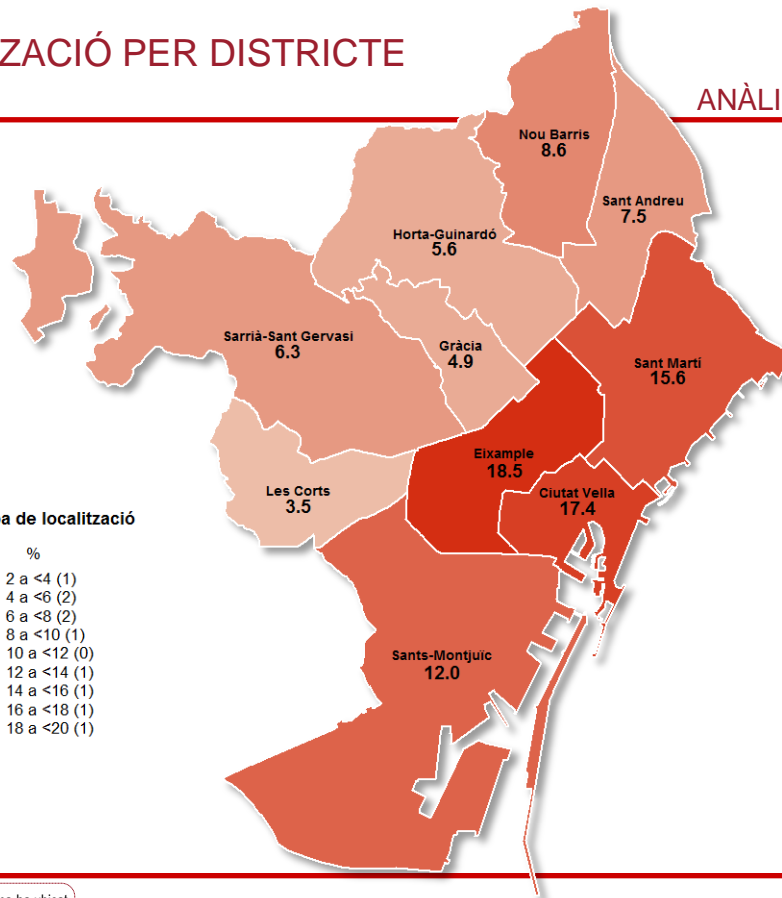 ZACIÓ PER DISTRICTE
ANÀLI
Nou Barris
8.6
Sant Andreu
7.5
Horta-Guinardó
5.6
Sarrià-Sant Gervasi
6.3
Gràcia
4.9
Sant Martí
15.6
Eixample
18.5
Ciutat Vella
17.4
Les Corts
3.5
a de localització
%
2 a <4 (1)
4 a <6 (2)
6 a <8 (2)
8 a <10 (1)
10 a <12 (0)
12 a <14 (1)
14 a <16 (1)
16 a <18 (1)
18 a <20 (1)
Sants-Montjuïc
12.0